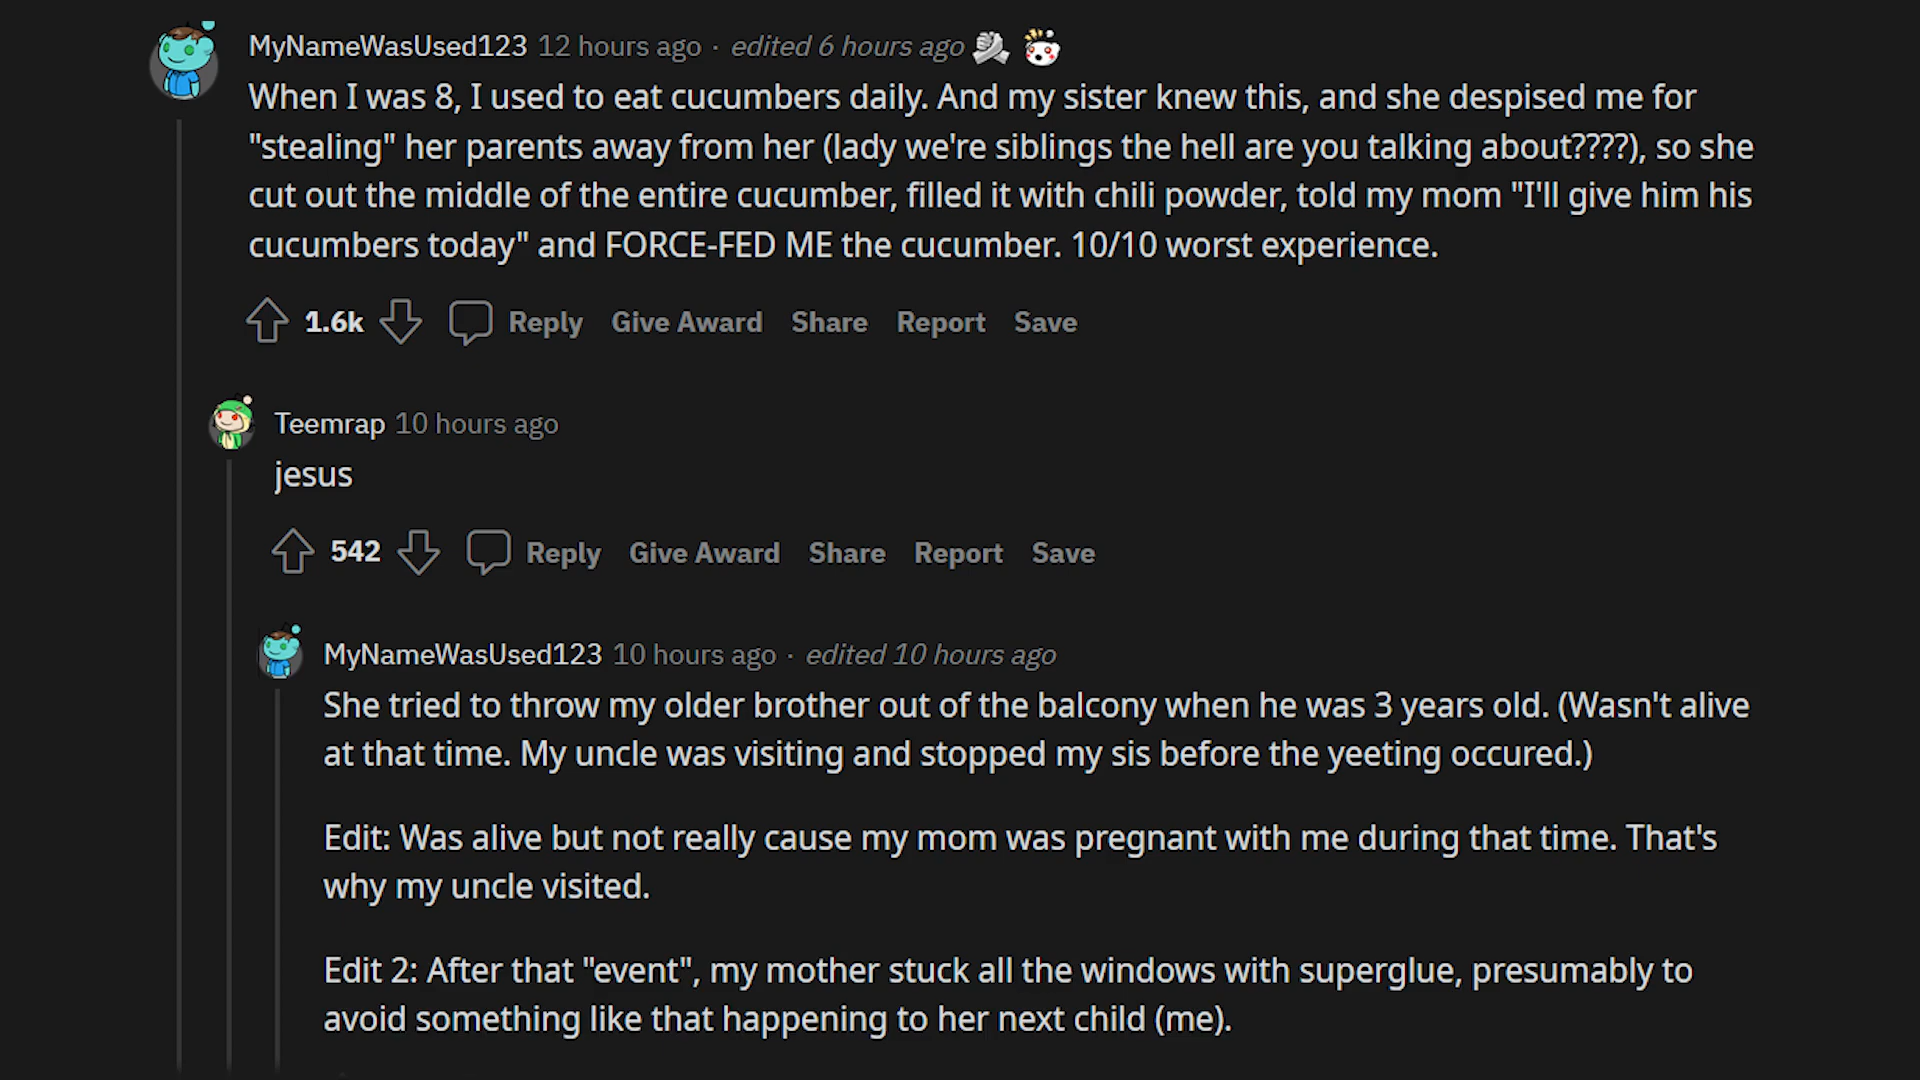 MyNameWasUsed123 12 hours ago · edited 6 hours ago
When I was 8, I used to eat cucumbers daily. And my sister knew this, and she despised me for
"stealing" her parents away from her (lady we're siblings the hell are you talking about????), so she
cut out the middle of the entire cucumber, filled it with chili powder, told my mom "I'll give him his
cucumbers today" and FORCE-FED ME the cucumber. 10/10 worst experience.
1.6k Reply Give Award Share Report Save
Teemrap 10 hours ago
jesus
542 Reply Give Award Share Report Save
MyNameWasUsed123 10 hours ago · edited 10 hours ago
She tried to throw my older brother out of the balcony when he was 3 years old. (Wasn't alive
at that time. My uncle was visiting and stopped my sis before the yeeting occured.)
Edit: Was alive but not really cause my mom was pregnant with me during that time. That's
why my uncle visited.
Edit 2: After that "event", my mother stuck all the windows with superglue, presumably to
avoid something like that happening to her next child (me).